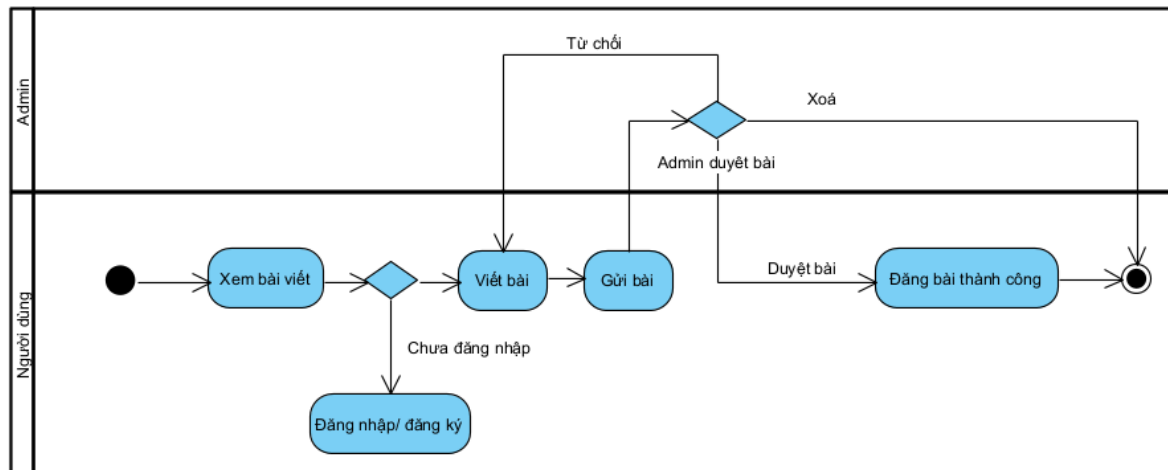 Admin
Từ chối
Xoá
Admin duyêt bài
Người dùng
Xem bài viết
Viết bài
Gửi bài
Duyệt bài
Đăng bài thành công
Chưa đăng nhập
Đăng nhập/ đăng ký